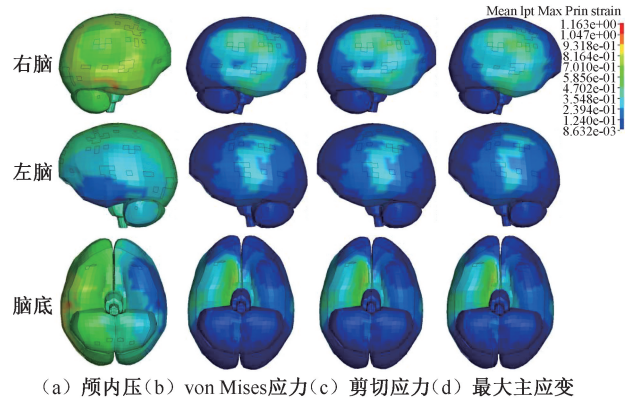 Mean Ipt Max Prin strain
1.163e+00
1.047e+00
9.318e-01
8.164e-01
7.010e-01
5.856e-01
4.702e-01
3.548e-01
2.394e-01
1.240e-01
8.632e-03
右脑
左脑
脑底
（a）颅内压（b）von Mises应力（c）剪切应力（d）最大主应变